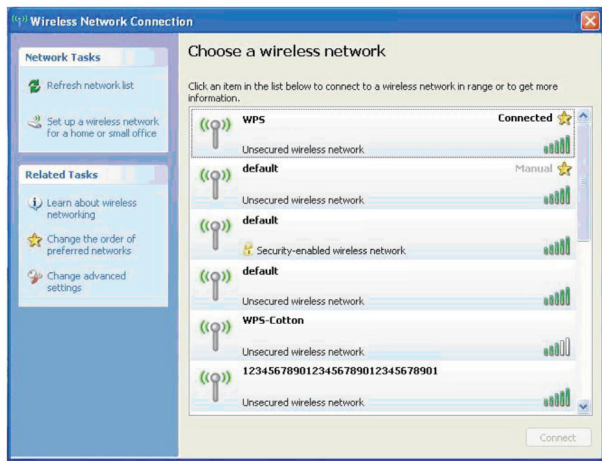 Wireless Network Connection
Network Tasks
Refresh network list
Set up a wireless network
for a home or small office
Related Tasks
Learn about wireless
networking
Change the order of
preferred networks
Change advanced
settings
Choose a wireless network
Click an item in the list below to connect to a wireless network in range or to get more
information.
WPS Connected
Unsecured wireless network
default Manual
Unsecured wireless network
default
Security-enabled wireless network
default
Unsecured wireless network
WPS-Cotton
Unsecured wireless network
1234567890123456789012345678901
Unsecured wireless network
Connect